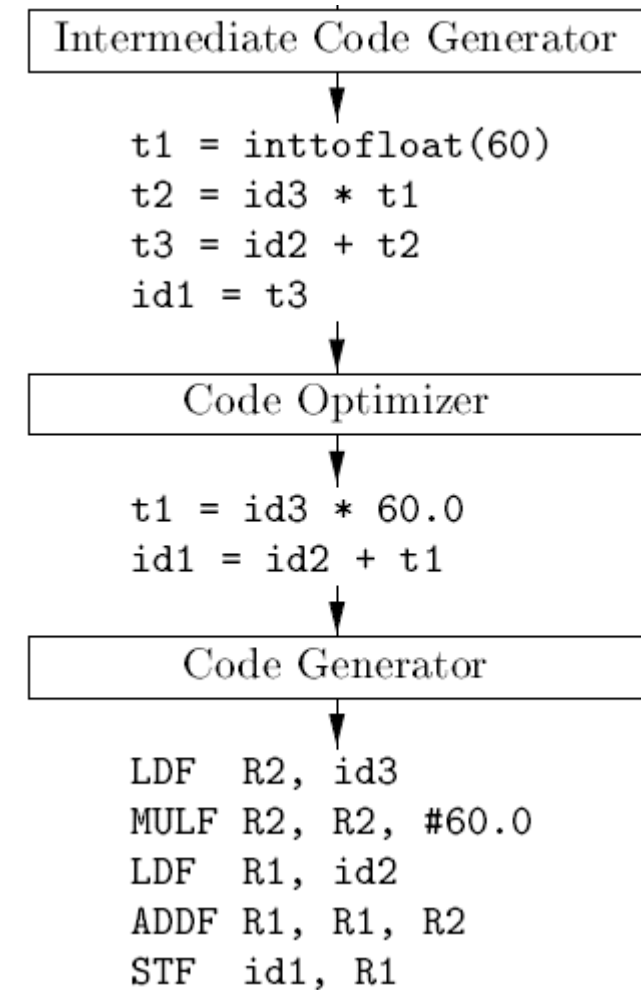 Intermediate Code Generator
t1 = inttofloat(60)
t2 = id3 * t1
t3 = id2 + t2
id1 = t3
Code Optimizer
t1 = id3 * 60.0
id1 = id2 + t1
Code Generator
LDF R2, id3
MULF R2, R2, #60.0
LDF R1, id2
ADDF R1, R1, R2
STF id1, R1